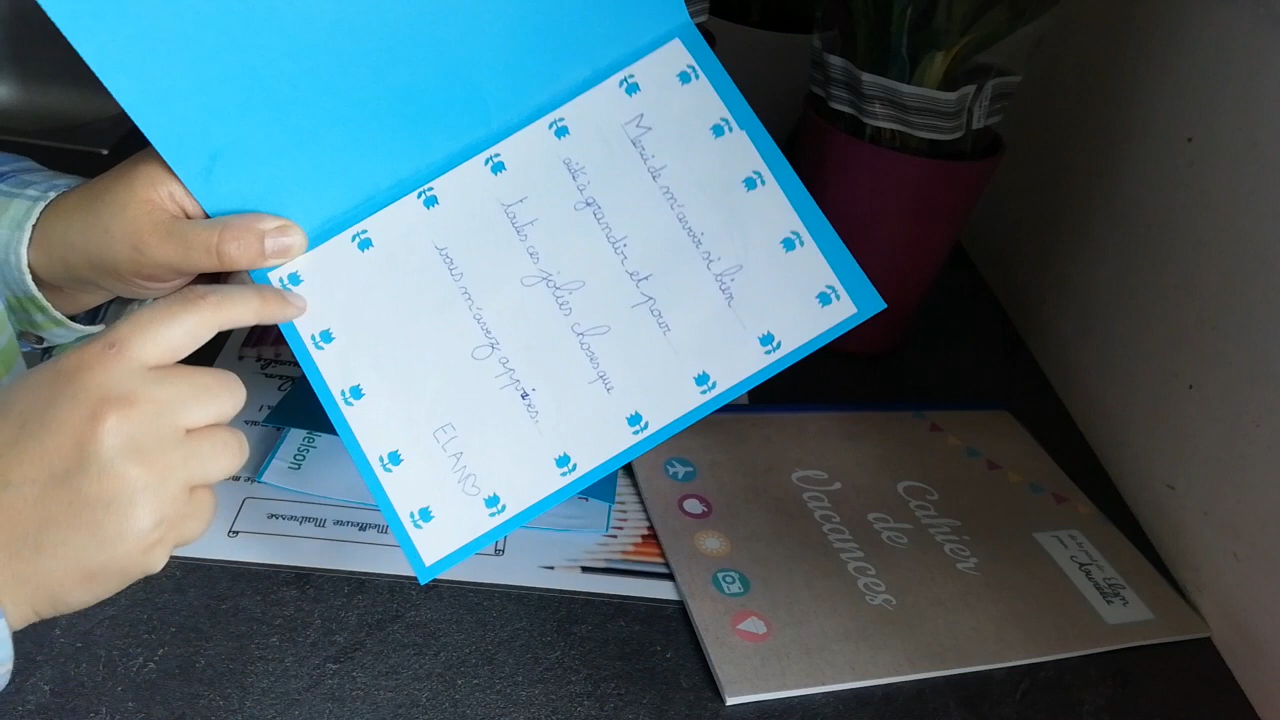 Merci de m'avoir si bien
aidé à grandir et pour
toutes ces jolies choses que
vous m'avez apprises.
ELAN♡
Nelson
Meilleure Maîtresse
Cahier
de
Vacances